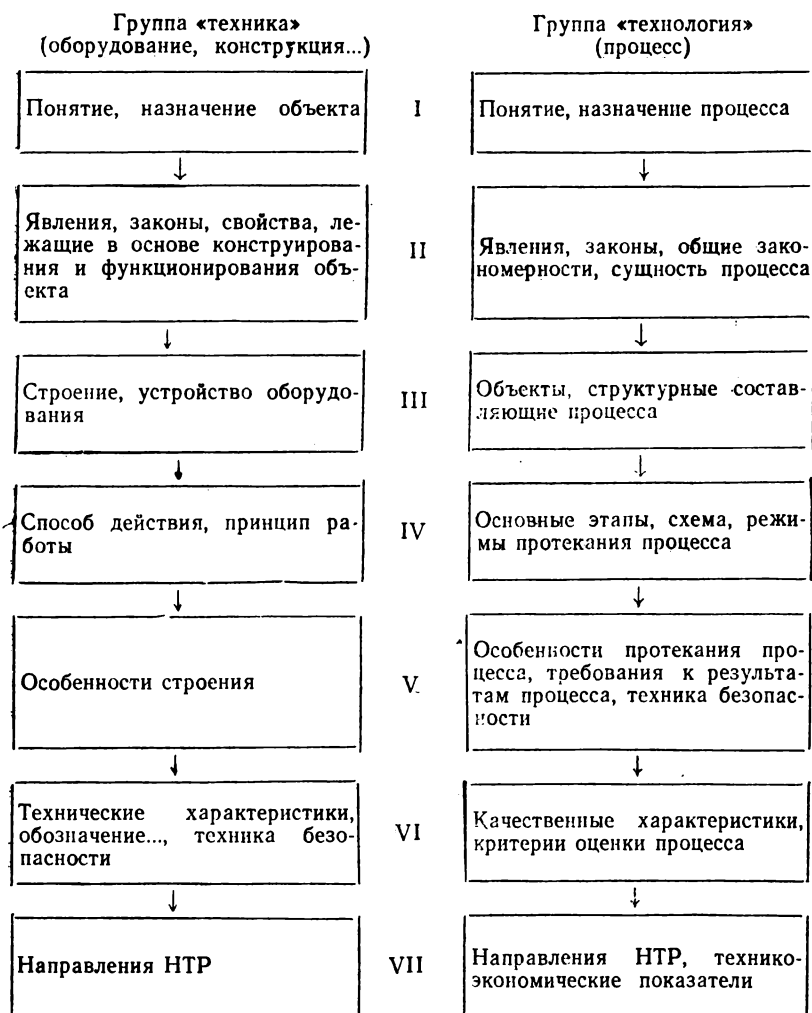 Группа «техника»
(оборудование, конструкция...)
Группа «технология»
(процесс)
Понятие, назначение объекта
I
Понятие, назначение процесса
Явления, законы, свойства, ле-
жащие в основе конструирова-
ния и функционирования объ-
екта
II
Явления, законы, общие зако-
номерности, сущность процесса
Строение, устройство оборудо-
вания
III
Объекты, структурные состав-
ляющие процесса
Способ действия, принцип ра-
боты
IV
Основные этапы, схема, режи-
мы протекания процесса
Особенности строения
V
Особенности протекания про-
цесса, требования к результа-
там процесса, техника безопас-
ности
Технические характеристики,
обозначение..., техника безо-
пасности
VI
Качественные характеристики,
критерии оценки процесса
Направления НТР
VII
Направления НТР, технико-
экономические показатели